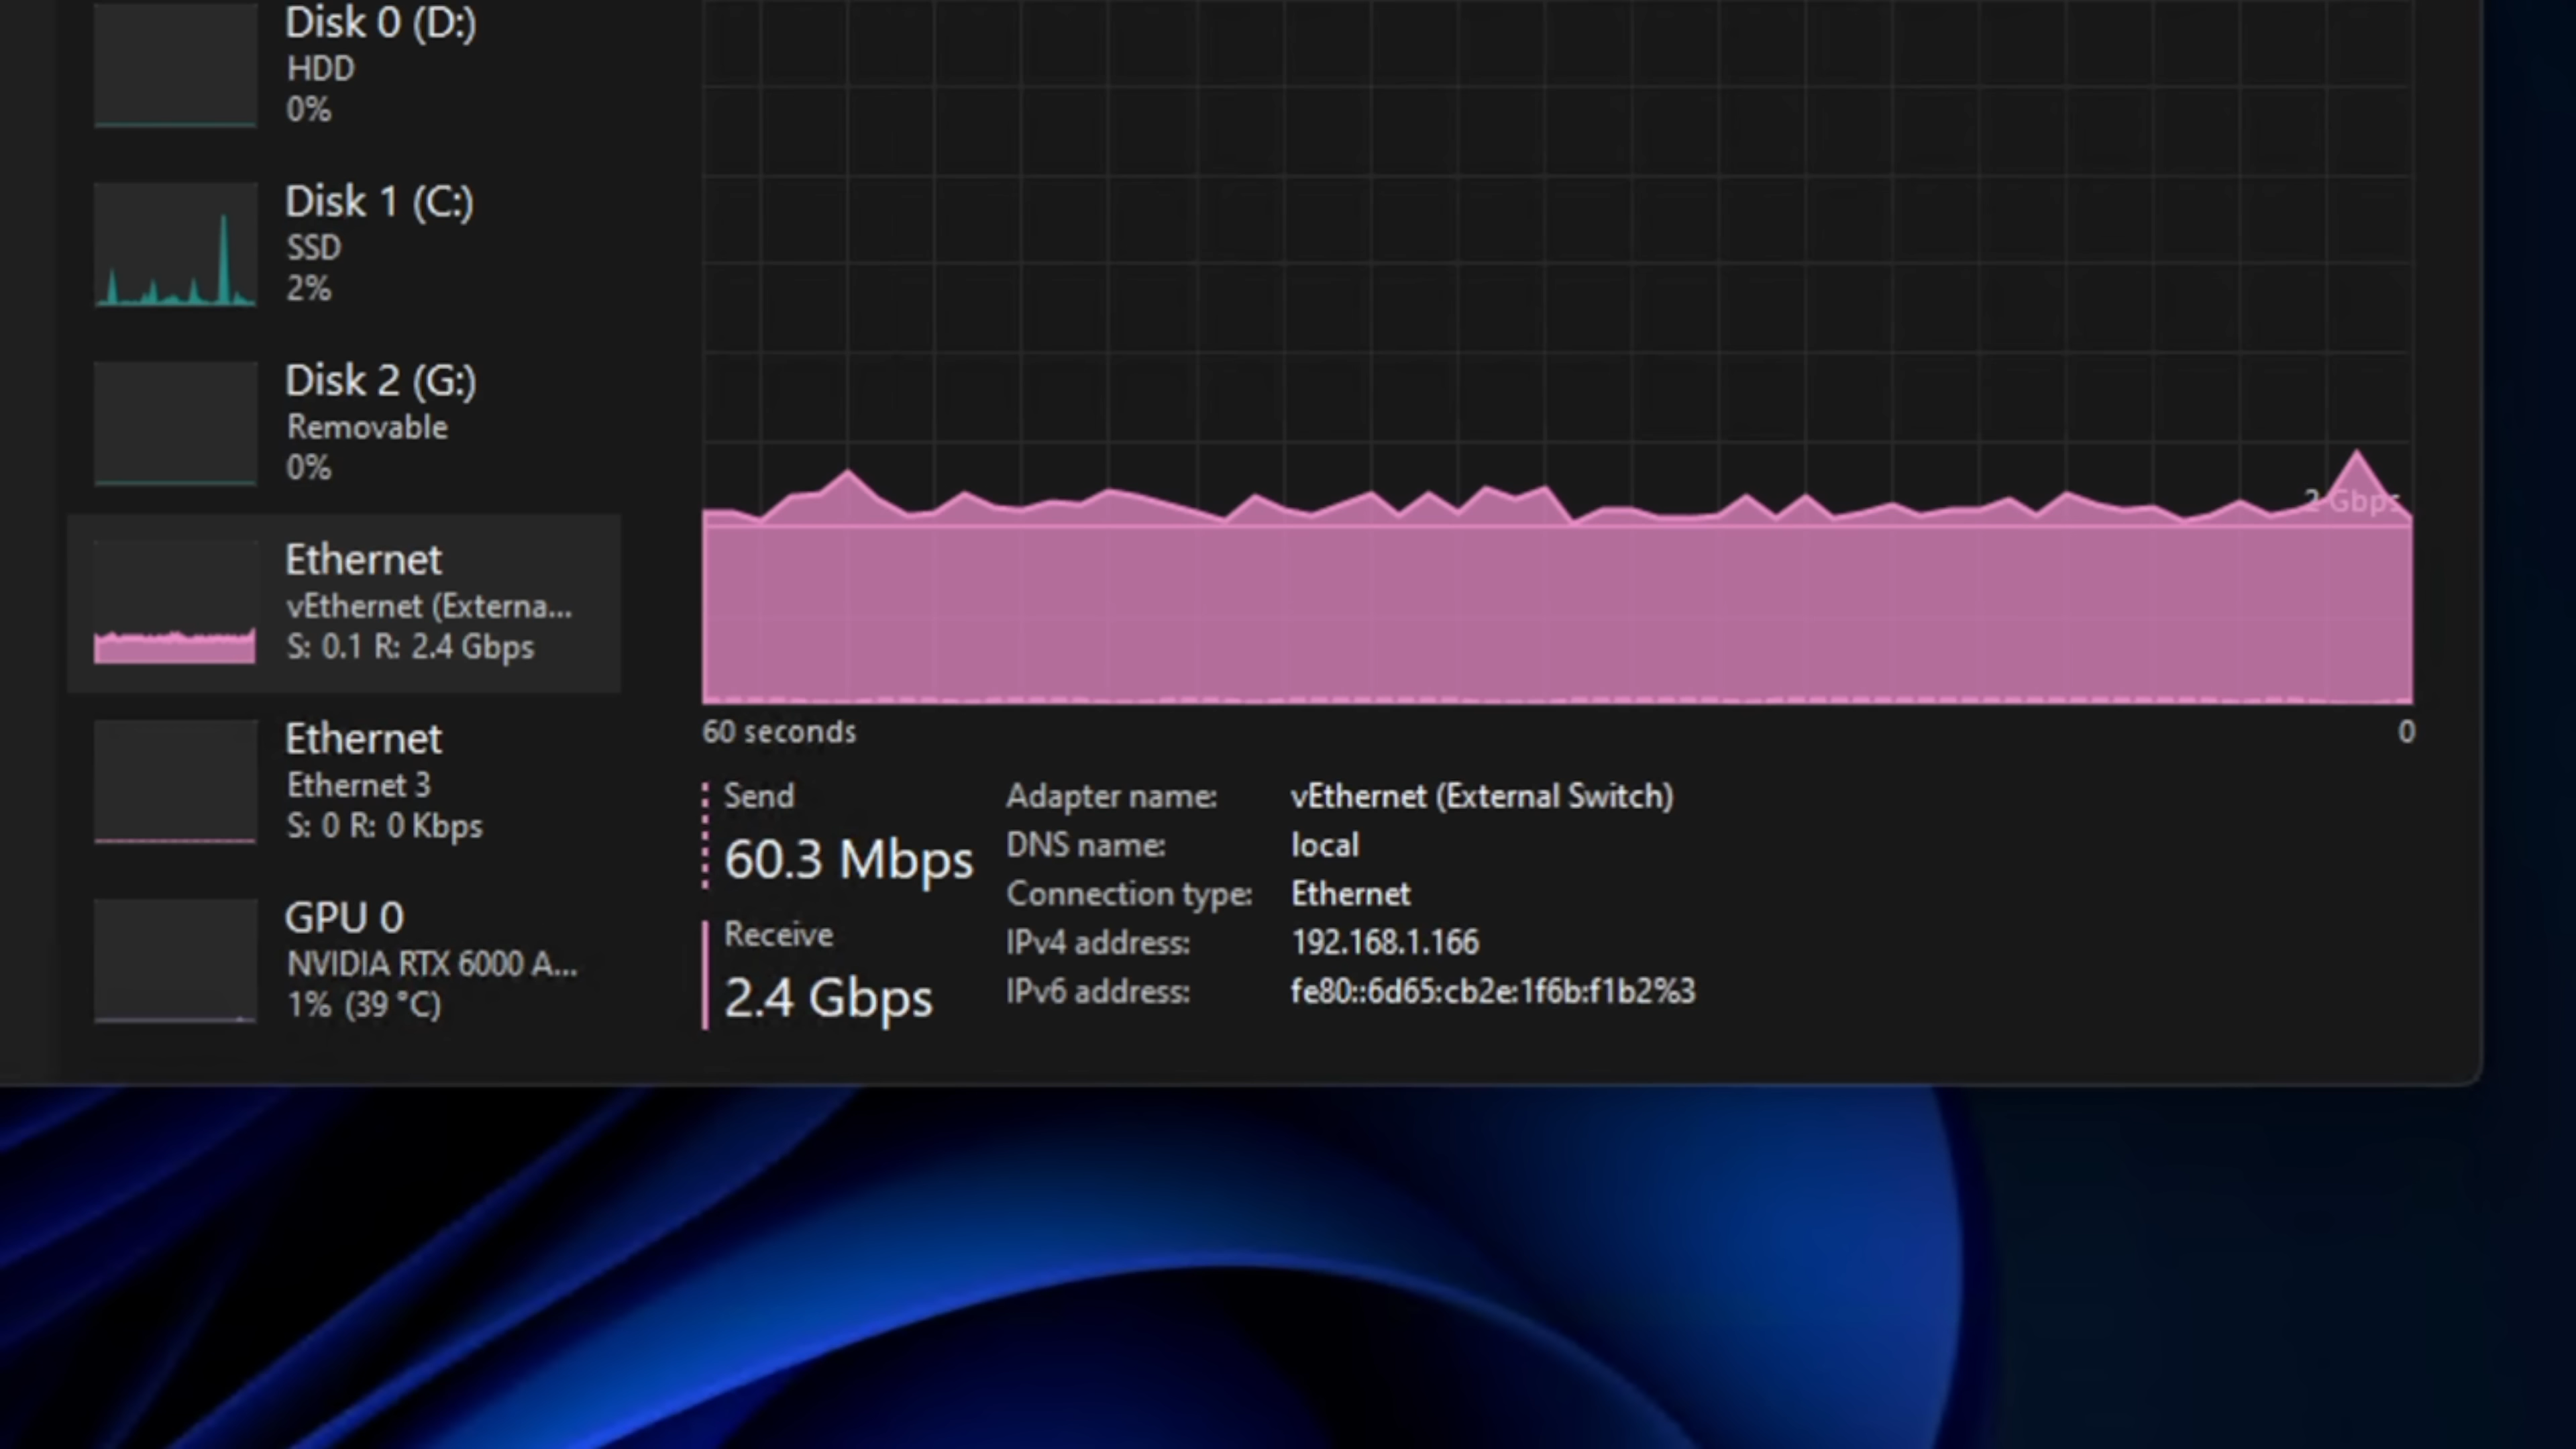 Disk 0 (D:)
HDD
0%
Disk 1 (C:)
SSD
2%
Disk 2 (G:)
Removable
0%
Ethernet
vEthernet (Externa...
S: 0.1 R: 2.4 Gbps
Ethernet
Ethernet 3
S: 0 R: 0 Kbps
GPU 0
NVIDIA RTX 6000 A...
1% (39 °C)
2 Gbps
60 seconds
0
Send
60.3 Mbps
Receive
2.4 Gbps
Adapter name: vEthernet (External Switch)
DNS name: local
Connection type: Ethernet
IPv4 address: 192.168.1.166
IPv6 address: fe80::6d65:cb2e:1f6b:f1b2%3